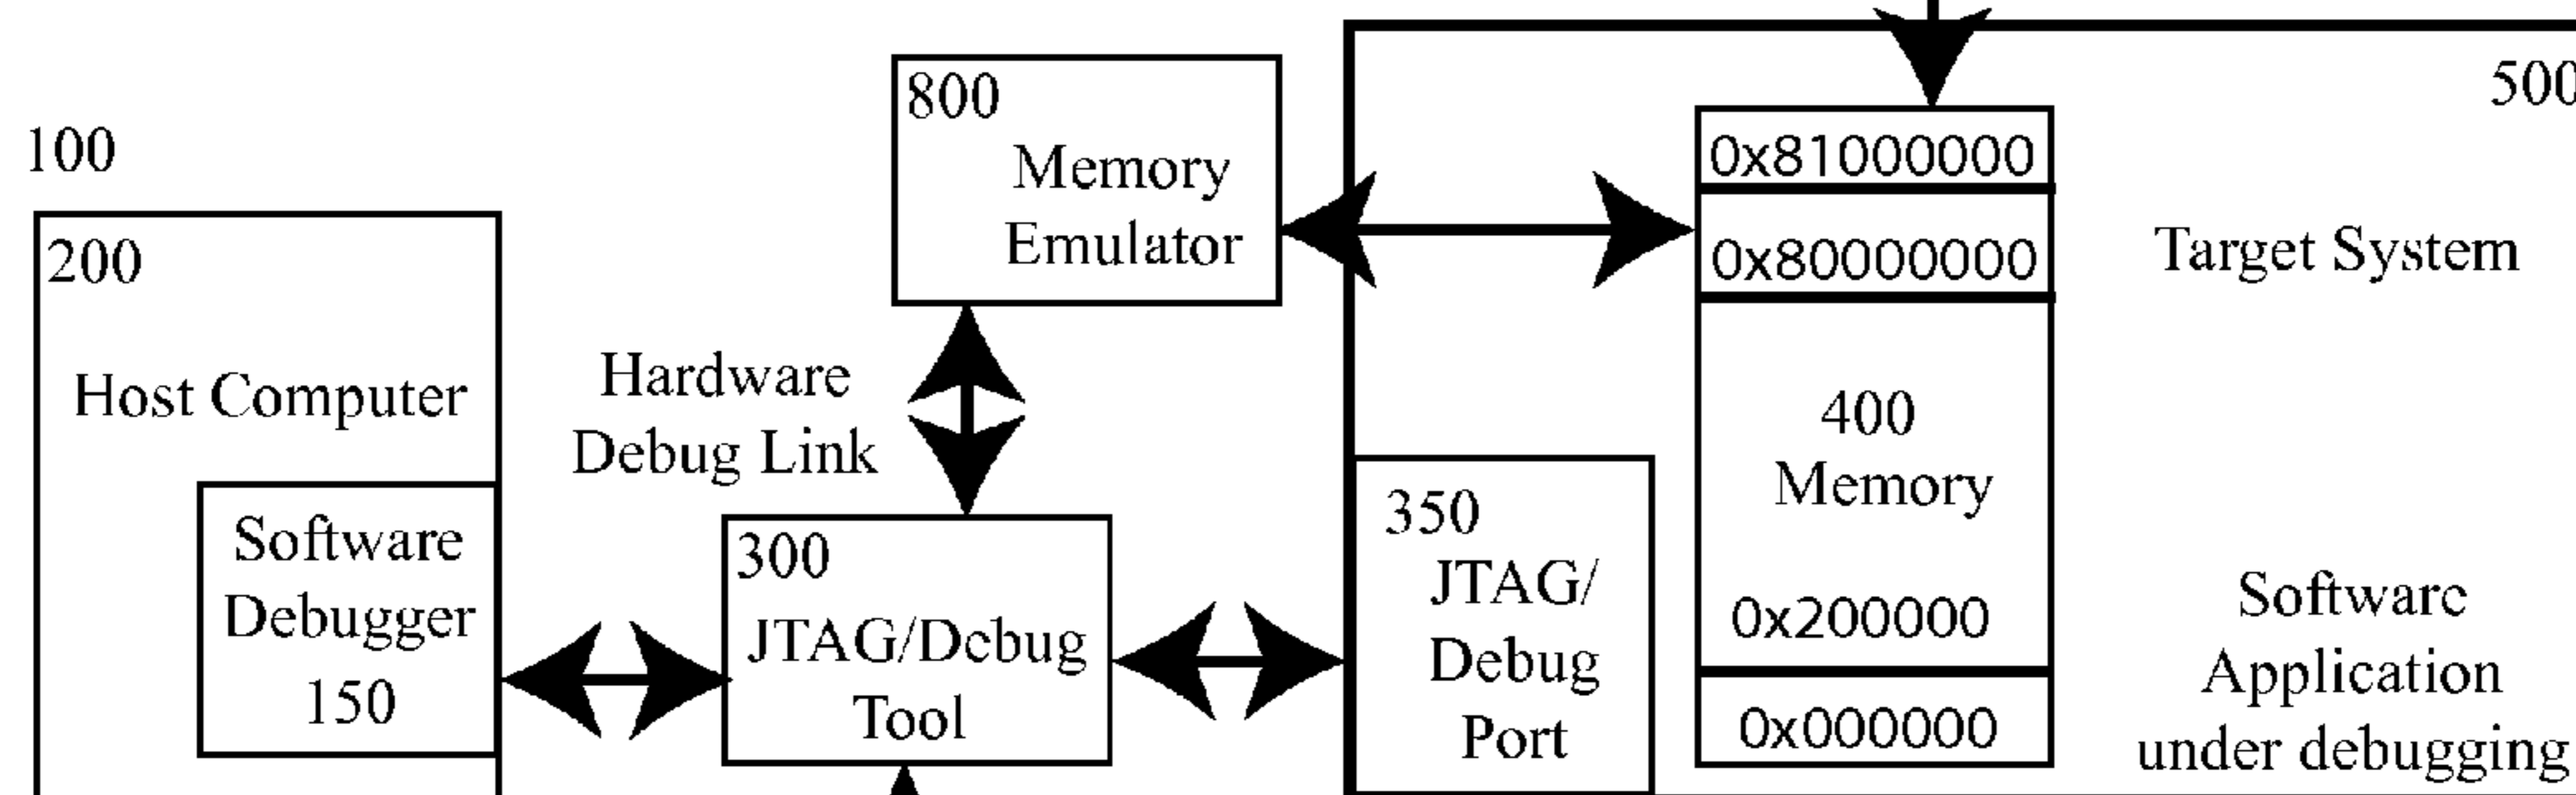 100
200
Host Computer
Software
Debugger
150
Hardware
Debug Link
800
Memory
Emulator
300
JTAG/Debug
Tool
350
JTAG/
Debug
Port
0x81000000
0x80000000
400
Memory
0x200000
0x000000
500
Target System
Software
Application
under debugging